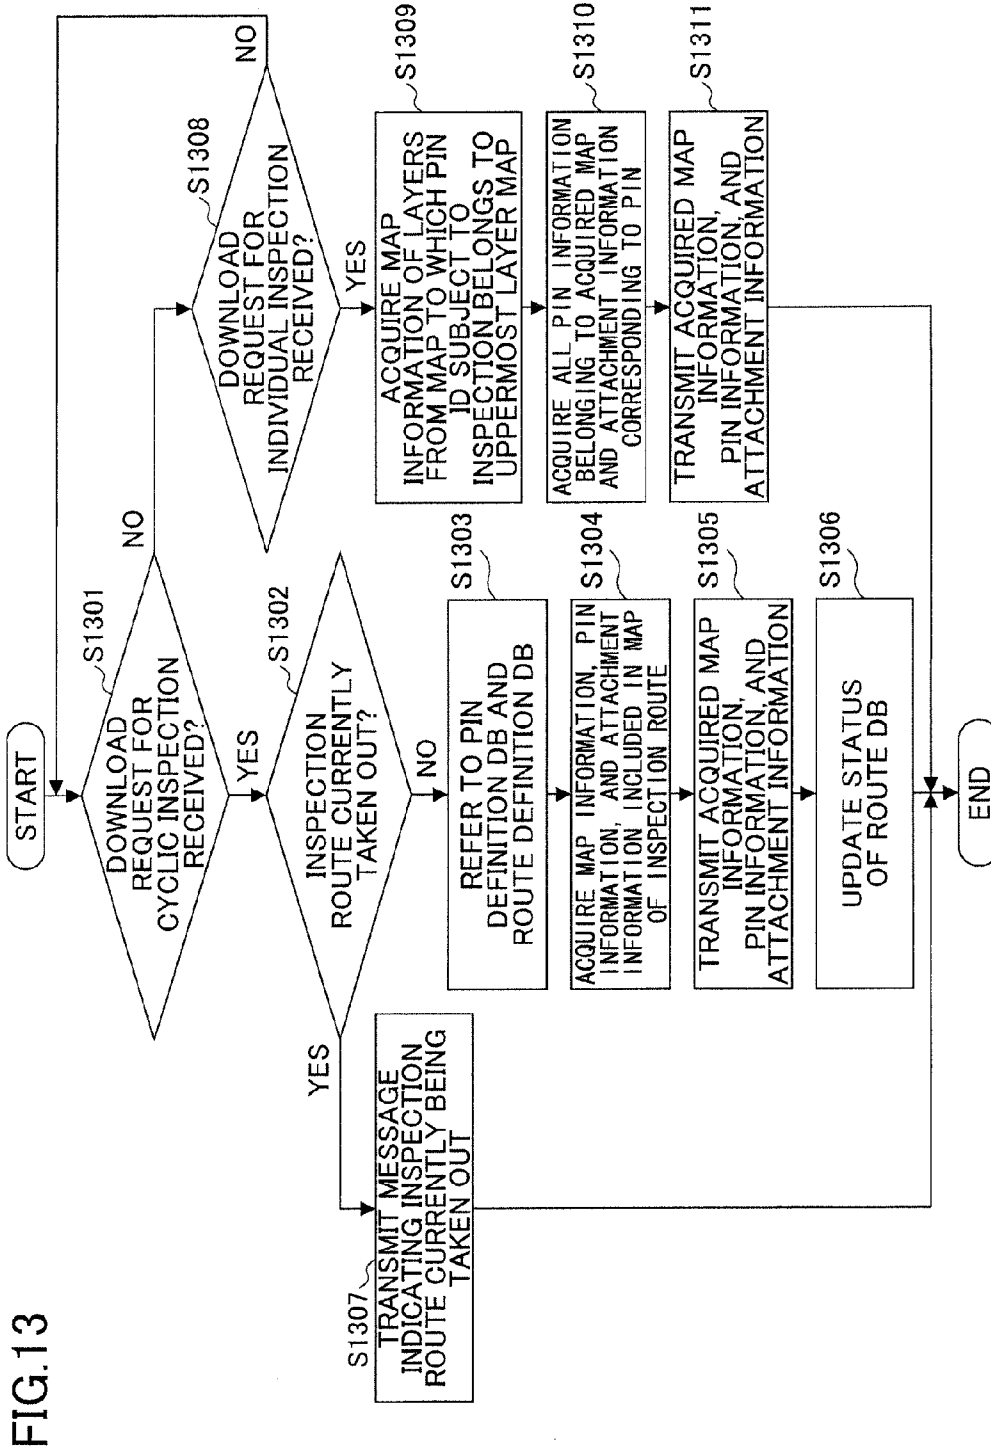 FIG.13
START
S1301
DOWNLOAD
REQUEST FOR
CYCLIC INSPECTION
RECEIVED?
NO
YES
S1302
INSPECTION
ROUTE CURRENTLY
TAKEN OUT?
YES
NO
S1303
REFER TO PIN
DEFINITION DB AND
ROUTE DEFINITION DB
S1304
ACQUIRE MAP INFORMATION, PIN
INFORMATION, AND ATTACHMENT
INFORMATION INCLUDED IN MAP
OF INSPECTION ROUTE
S1305
TRANSMIT ACQUIRED MAP
INFORMATION,
PIN INFORMATION, AND
ATTACHMENT INFORMATION
S1306
UPDATE STATUS
OF ROUTE DB
S1307
TRANSMIT MESSAGE
INDICATING INSPECTION
ROUTE CURRENTLY BEING
TAKEN OUT
S1308
DOWNLOAD
REQUEST FOR
INDIVIDUAL INSPECTION
RECEIVED?
NO
YES
S1309
ACQUIRE MAP
INFORMATION OF LAYERS
FROM MAP TO WHICH PIN
ID SUBJECT TO
INSPECTION BELONGS TO
UPPERMOST LAYER MAP
S1310
ACQUIRE ALL PIN INFORMATION
BELONGING TO ACQUIRED MAP
AND ATTACHMENT INFORMATION
CORRESPONDING TO PIN
S1311
TRANSMIT ACQUIRED MAP
INFORMATION,
PIN INFORMATION, AND
ATTACHMENT INFORMATION
END